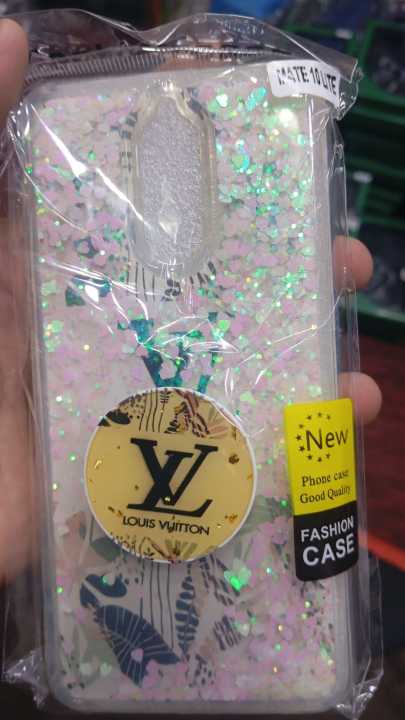 MATE 10 LITE
LV
LOUIS VUITTON
New
Phone case
Good Quality
FASHION
CASE